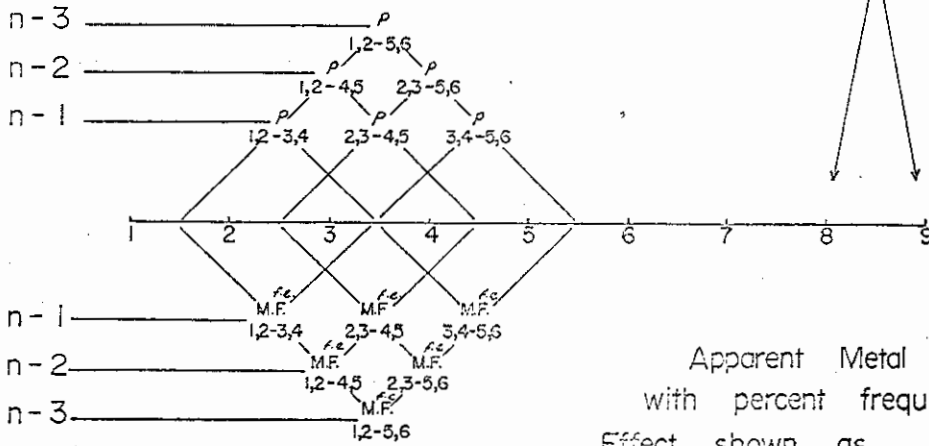 n-3 ρ
1,2-5,6
n-2 ρ ρ
1,2-4,5 2,3-5,6
n-1 ρ ρ ρ
1,2-3,4 2,3-4,5 3,4-5,6
1 2 3 4 5 6 7 8 9
M.F. f.e. M.F. f.e. M.F. f.e.
n-1 1,2-3,4 2,3-4,5 3,4-5,6
M.F. f.e. M.F. f.e.
n-2 1,2-4,5 2,3-5,6
M.F. f.e.
n-3 1,2-5,6
Apparent Metal
with percent frequ
Effect shown as